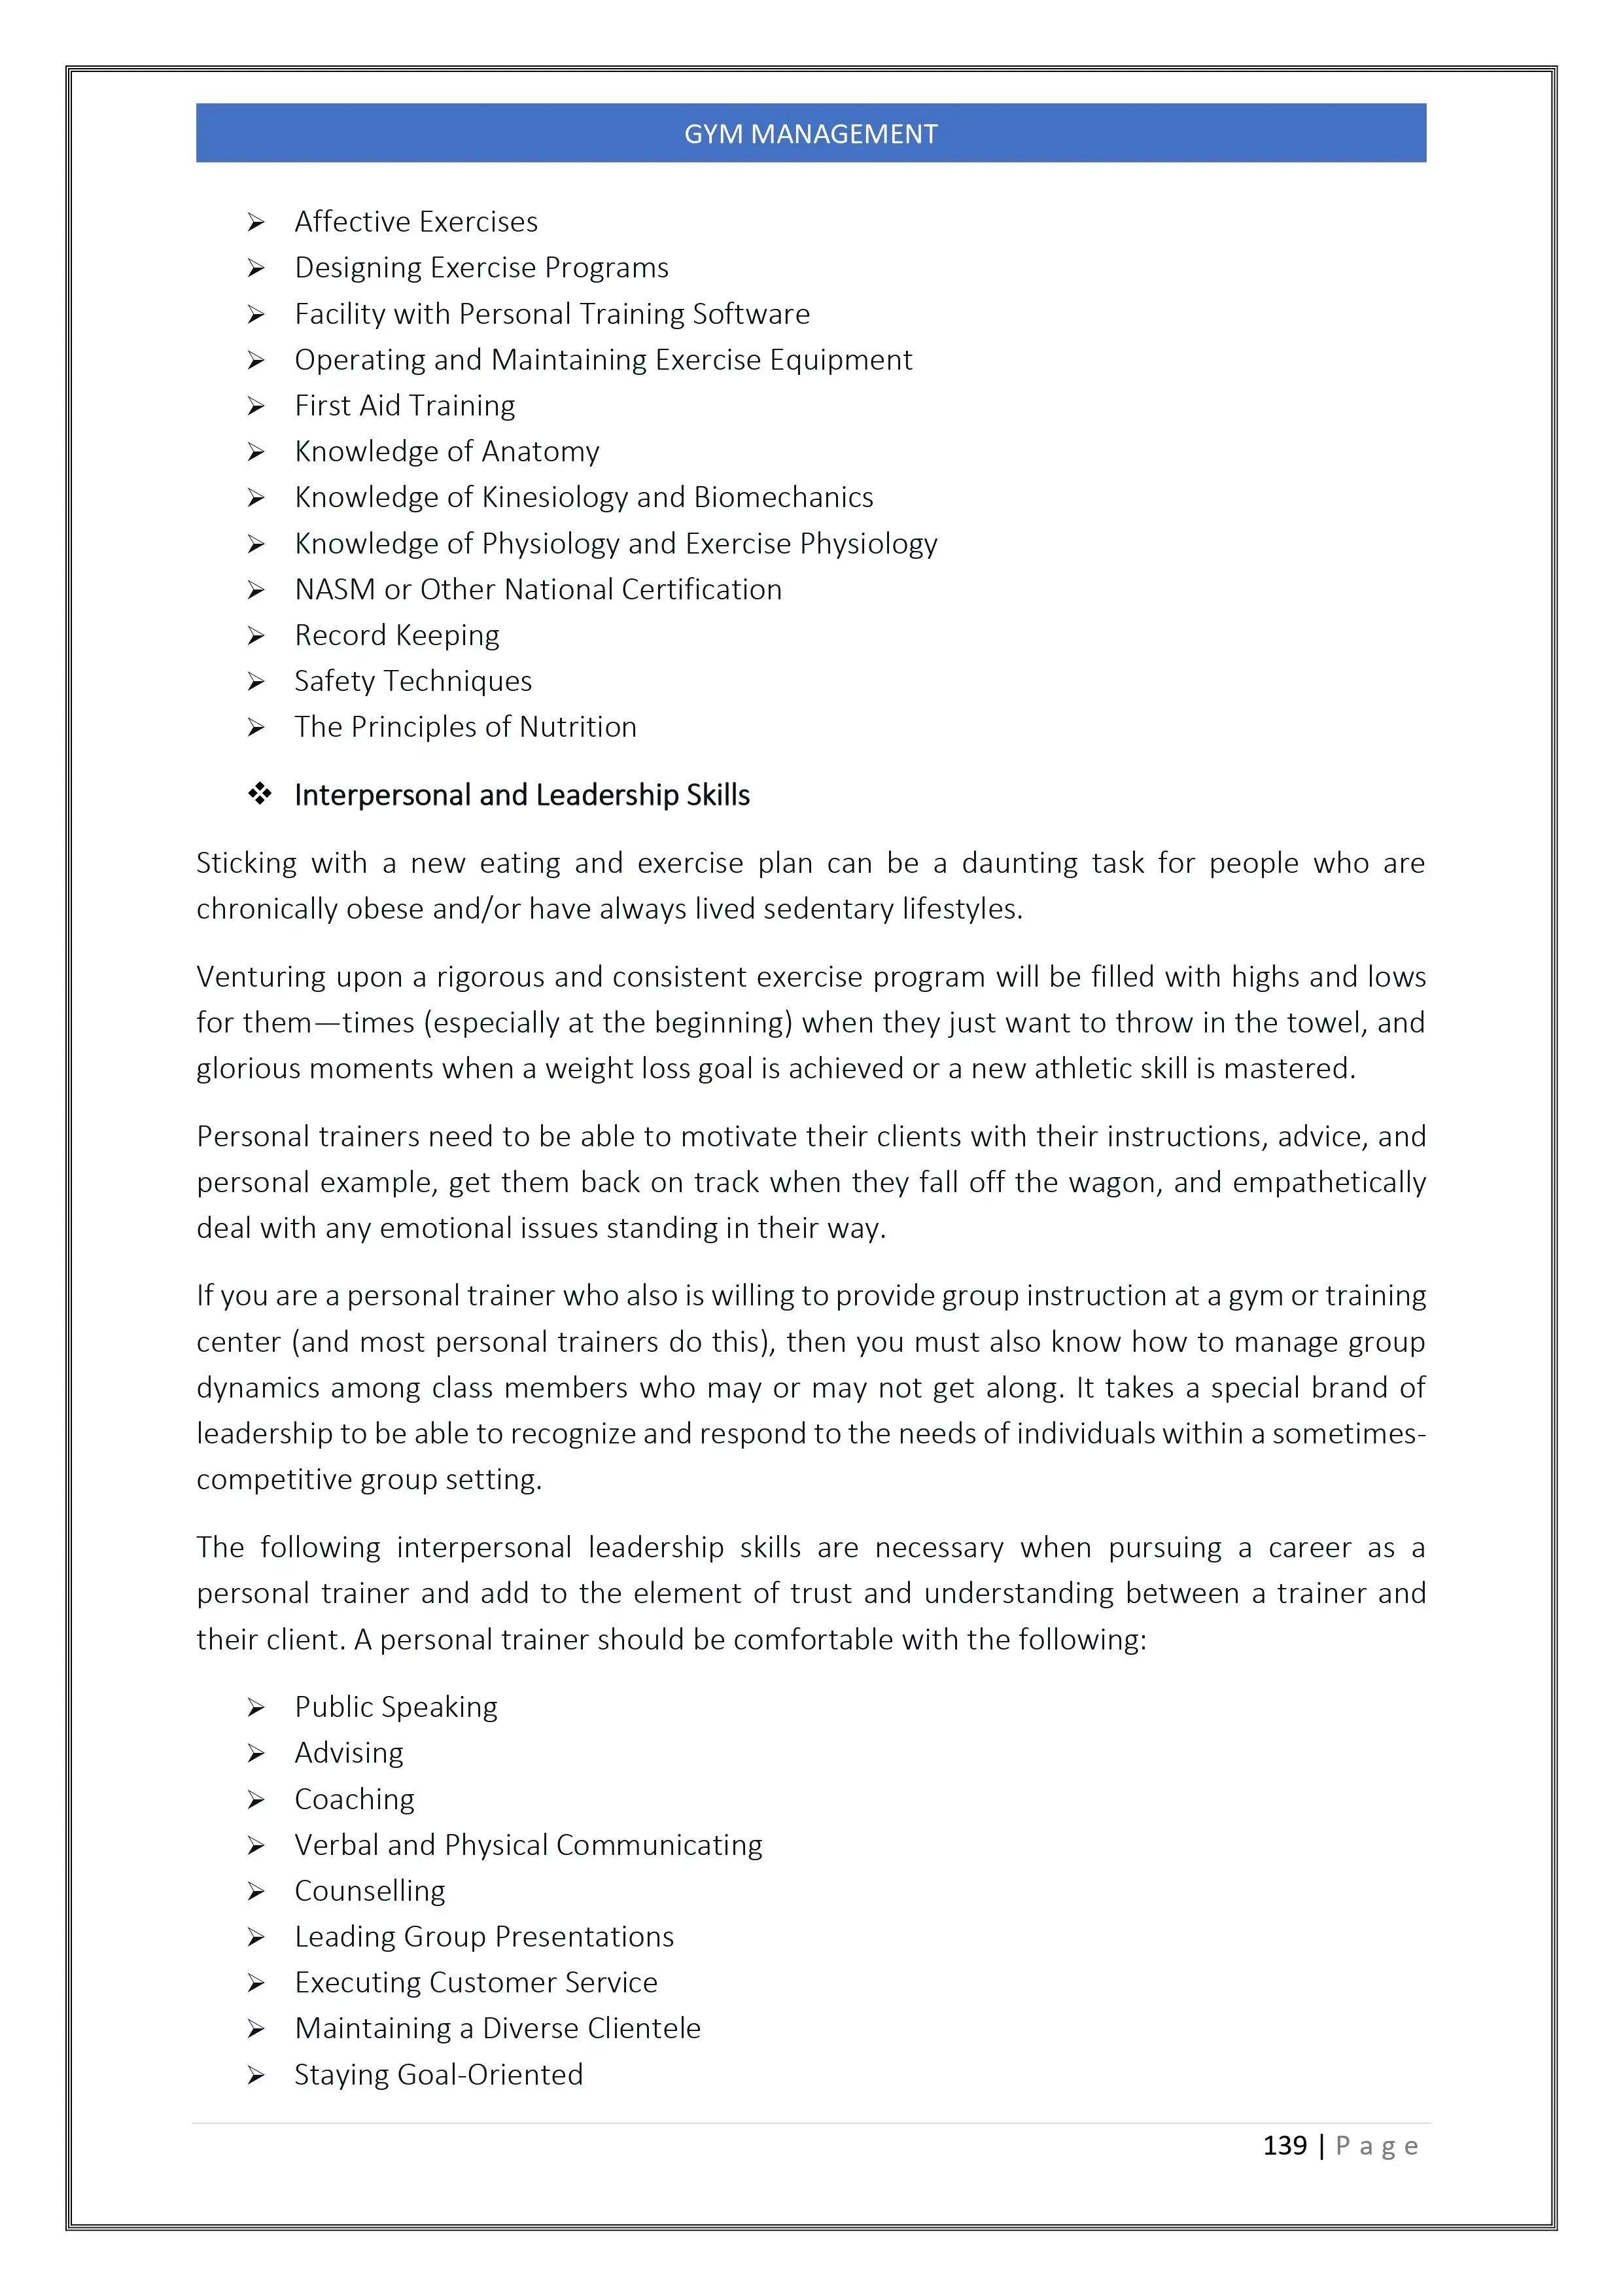 GYM MANAGEMENT
➢ Affective Exercises
➢ Designing Exercise Programs
➢ Facility with Personal Training Software
➢ Operating and Maintaining Exercise Equipment
➢ First Aid Training
➢ Knowledge of Anatomy
➢ Knowledge of Kinesiology and Biomechanics
➢ Knowledge of Physiology and Exercise Physiology
➢ NASM or Other National Certification
➢ Record Keeping
➢ Safety Techniques
➢ The Principles of Nutrition
❖ Interpersonal and Leadership Skills
Sticking with a new eating and exercise plan can be a daunting task for people who are
chronically obese and/or have always lived sedentary lifestyles.
Venturing upon a rigorous and consistent exercise program will be filled with highs and lows
for them—times (especially at the beginning) when they just want to throw in the towel, and
glorious moments when a weight loss goal is achieved or a new athletic skill is mastered.
Personal trainers need to be able to motivate their clients with their instructions, advice, and
personal example, get them back on track when they fall off the wagon, and empathetically
deal with any emotional issues standing in their way.
If you are a personal trainer who also is willing to provide group instruction at a gym or training
center (and most personal trainers do this), then you must also know how to manage group
dynamics among class members who may or may not get along. It takes a special brand of
leadership to be able to recognize and respond to the needs of individuals within a sometimes-
competitive group setting.
The following interpersonal leadership skills are necessary when pursuing a career as a
personal trainer and add to the element of trust and understanding between a trainer and
their client. A personal trainer should be comfortable with the following:
➢ Public Speaking
➢ Advising
➢ Coaching
➢ Verbal and Physical Communicating
➢ Counselling
➢ Leading Group Presentations
➢ Executing Customer Service
➢ Maintaining a Diverse Clientele
➢ Staying Goal-Oriented
139 | Page